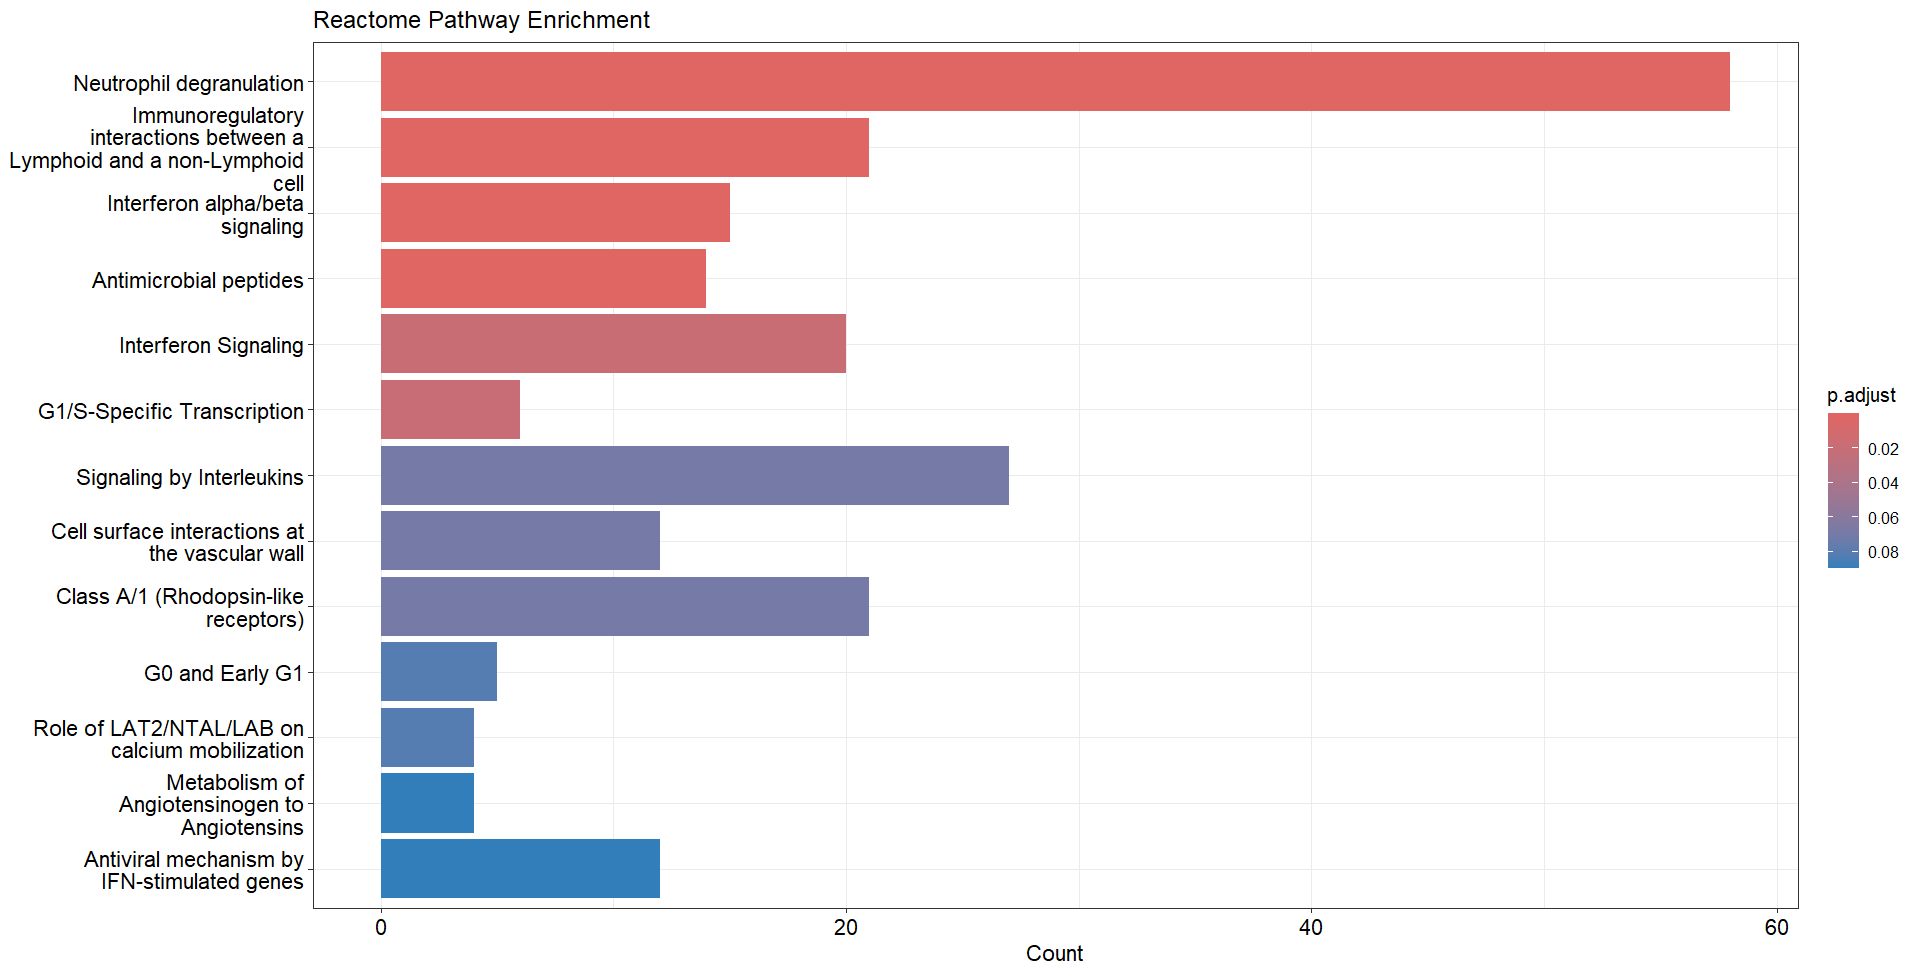 Reactome Pathway Enrichment
Neutrophil degranulation
Immunoregulatory
interactions between a
Lymphoid and a non-Lymphoid
cell
Interferon alpha/beta
signaling
Antimicrobial peptides
Interferon Signaling
G1/S-Specific Transcription
Signaling by Interleukins
Cell surface interactions at
the vascular wall
Class A/1 (Rhodopsin-like
receptors)
G0 and Early G1
Role of LAT2/NTAL/LAB on
calcium mobilization
Metabolism of
Angiotensinogen to
Angiotensins
Antiviral mechanism by
IFN-stimulated genes
0
20
40
60
Count
p.adjust
0.02
0.04
0.06
0.08